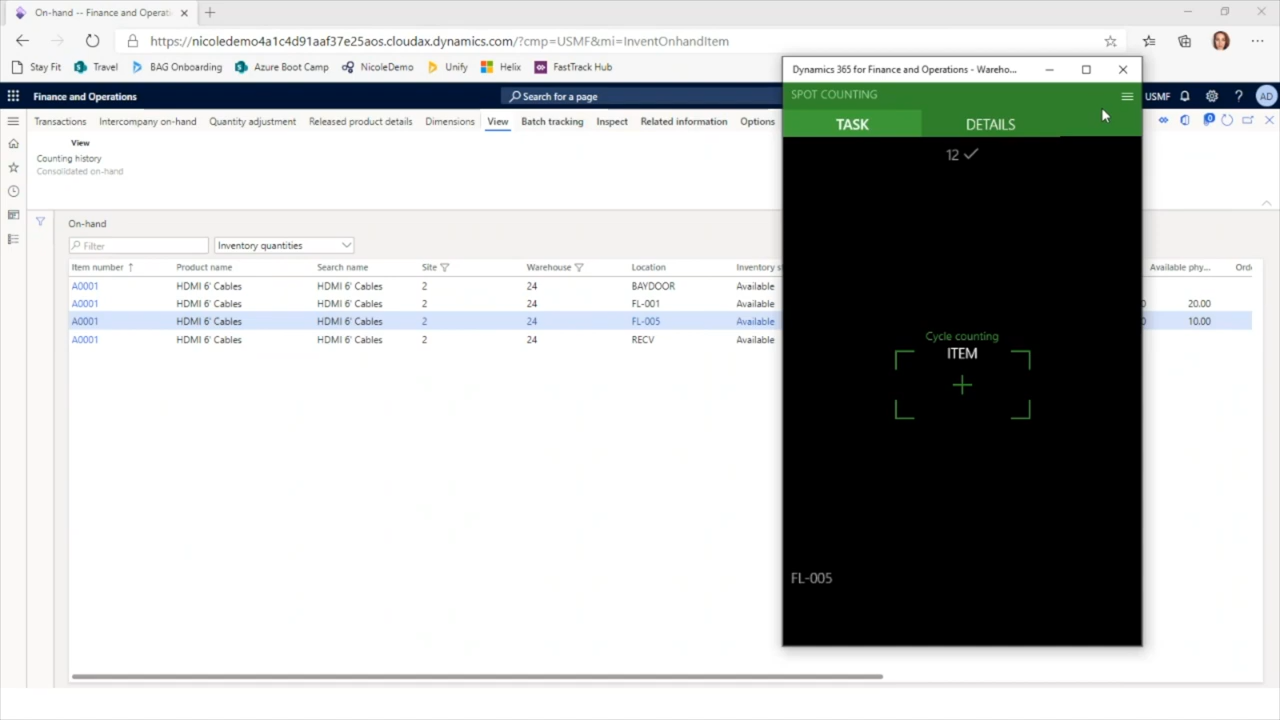 On-hand -- Finance and Operati
https://nicoledemo4a1c4d91aaf37e25aos.cloudax.dynamics.com/?cmp=USMF&mi=InventOnhandItem
Stay Fit Travel BAG Onboarding Azure Boot Camp NicoleDemo Unify Helix FastTrack Hub
Finance and Operations Search for a page USMF ? AD
Transactions Intercompany on-hand Quantity adjustment Released product details Dimensions View Batch tracking Inspect Related information Options
View
Counting history
Consolidated on-hand
On-hand
Filter Inventory quantities
Item number Product name Search name Site Warehouse Location Inventory s Available phy... Ord
A0001 HDMI 6' Cables HDMI 6' Cables 2 24 BAYDOOR Available
A0001 HDMI 6' Cables HDMI 6' Cables 2 24 FL-001 Available 20.00
A0001 HDMI 6' Cables HDMI 6' Cables 2 24 FL-005 Available 10.00
A0001 HDMI 6' Cables HDMI 6' Cables 2 24 RECV Available
Dynamics 365 for Finance and Operations - Wareho...
SPOT COUNTING
TASK DETAILS
12
Cycle counting
ITEM
FL-005